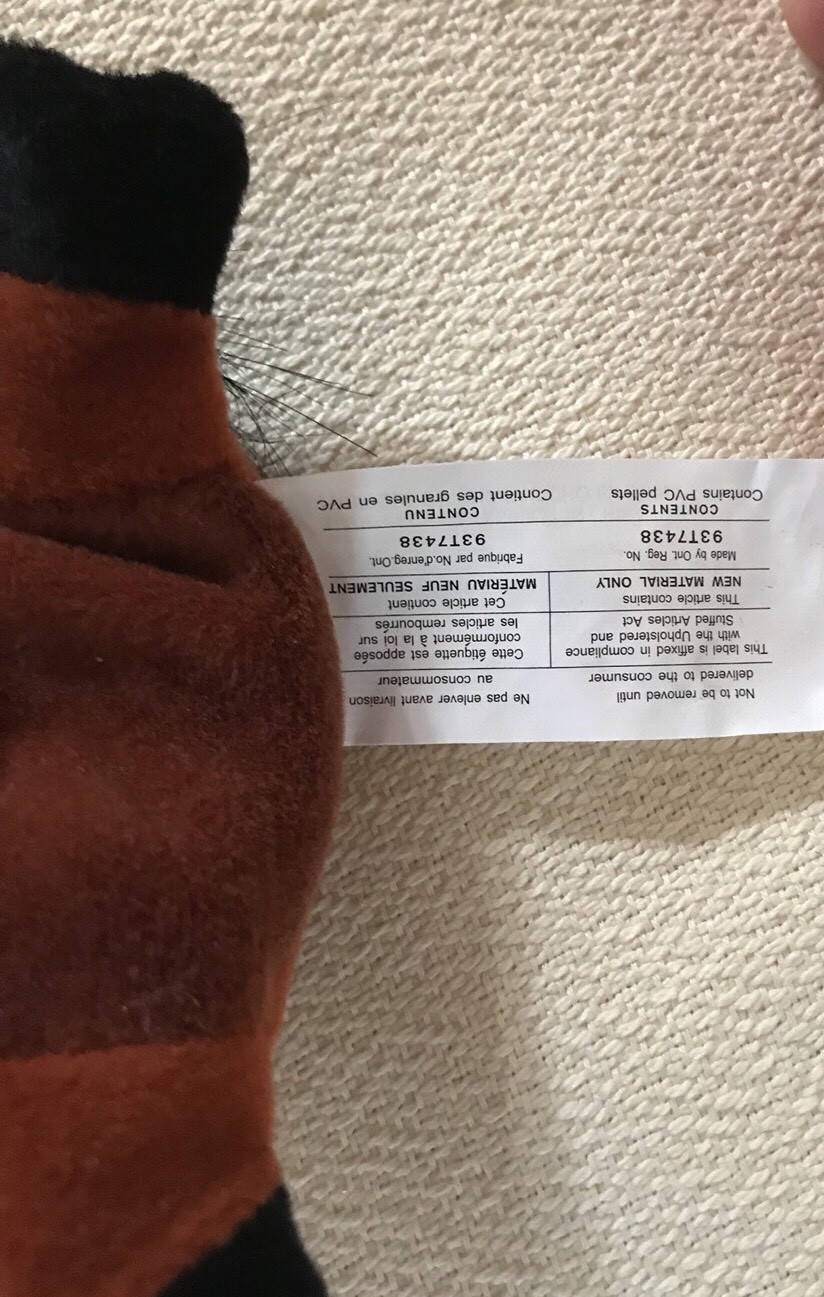 Not to be removed until
delivered to the consumer
Ne pas enlever avant livraison
au consommateur
This label is affixed in compliance
with the Upholstered and
Stuffed Articles Act
Cette étiquette est apposée
conformément à la loi sur
les articles rembourrés
This article contains
NEW MATERIAL ONLY
Cet article contient
MATÉRIAU NEUF SEULEMENT
Made by Ont. Reg. No.
93T7438
Fabrique par No.d'enreg.Ont.
93T7438
CONTENTS
Contains PVC pellets
CONTENU
Contient des granules en PVC